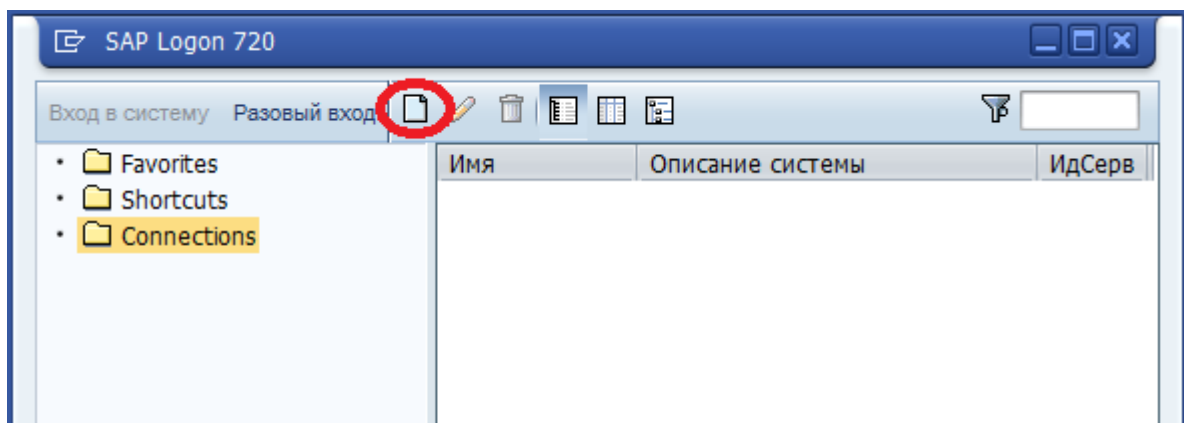 SAP Logon 720
Вход в систему Разовый вход
Имя Описание системы ИдСерв
Favorites
Shortcuts
Connections